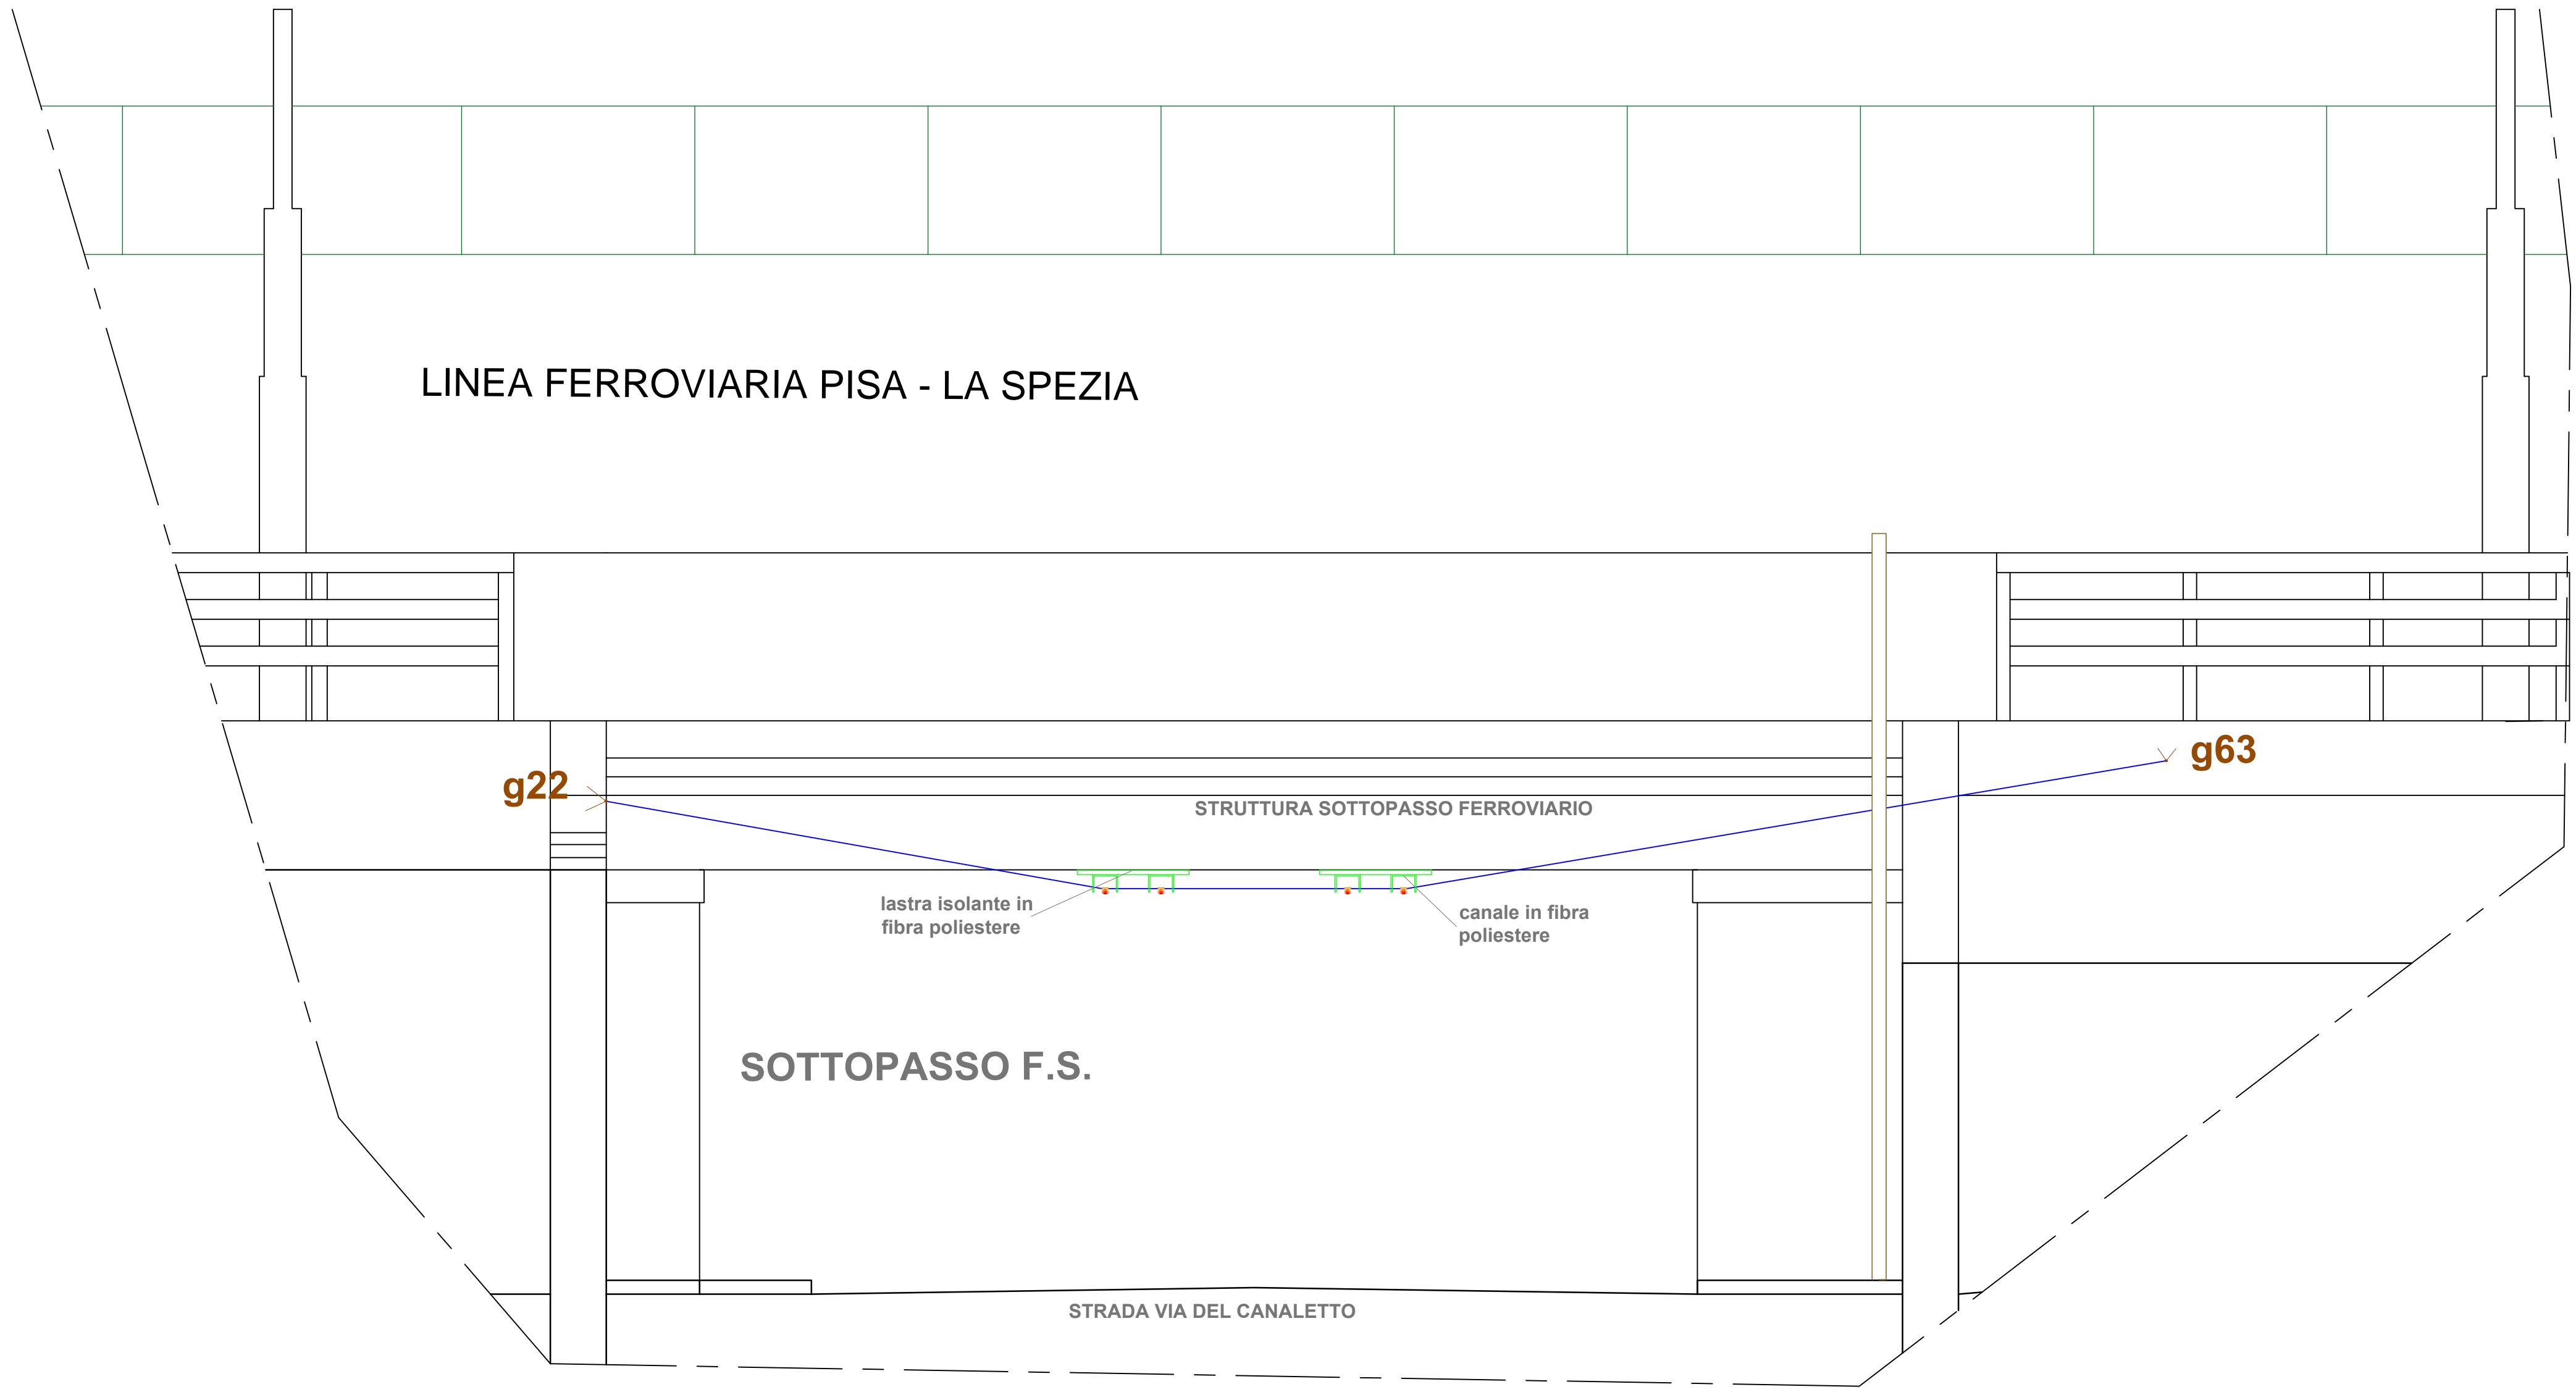 LINEA FERROVIARIA PISA - LA SPEZIA
g63
g22
STRUTTURA SOTTOPASSO FERROVIARIO
lastra isolante in
fibra poliestere
canale in fibra
poliestere
SOTTOPASSO F.S.
STRADA VIA DEL CANALETTO